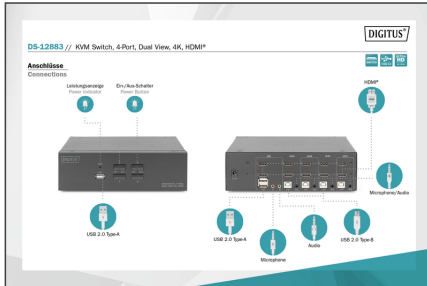 DIGITUS®
DS-12883 // KVM Switch, 4-Port, Dual View, 4K, HDMI®
Anschlüsse
Connections
Leistungsanzeige
Power Indicator
Ein-/Aus-Schalter
Power Button
HDMI®
DIGITUS
USB 2.0 Type-A
USB 2.0 Type-A
Microphone
Audio
USB 2.0 Type-B
Microphone/Audio